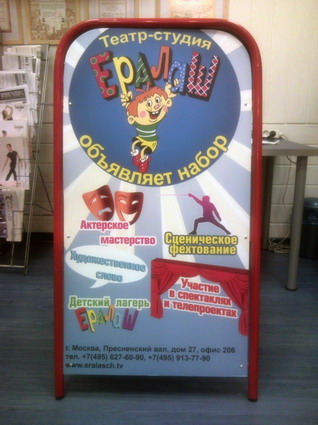 Театр-студия
ЕРАЛАШ
объявляет набор
Актерское
мастерство
Сценическое
фехтование
Художественное
слово
Участие
в спектаклях
и телепроектах
Детский лагерь
ЕРАЛАШ
г. Москва, Пресненский вал, дом 27, офис 206
тел. +7(495) 627-60-90, +7(495) 913-77-90
www.eralasch.tv